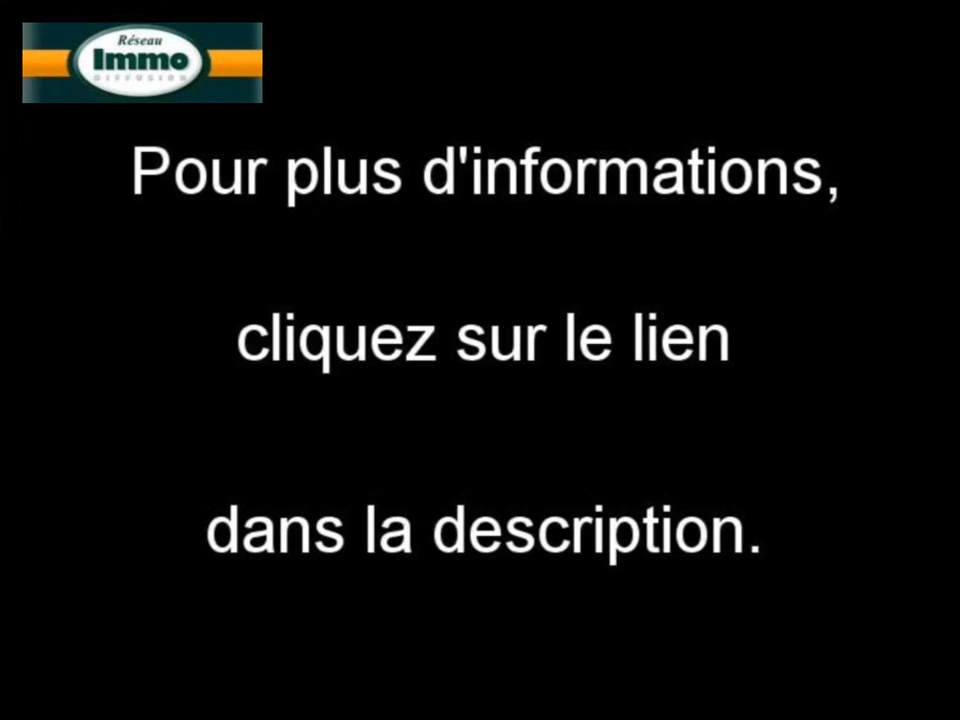 Réseau
Immo
DIFFUSION
Pour plus d'informations,
cliquez sur le lien
dans la description.